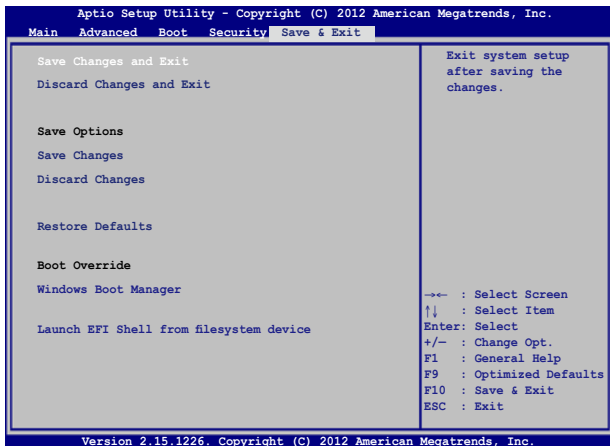 Aptio Setup Utility - Copyright (C) 2012 American Megatrends, Inc.
Main Advanced Boot Security Save & Exit
Save Changes and Exit
Discard Changes and Exit
Save Options
Save Changes
Discard Changes
Restore Defaults
Boot Override
Windows Boot Manager
Launch EFI Shell from filesystem device
Exit system setup
after saving the
changes.
→← : Select Screen
↑↓ : Select Item
Enter: Select
+/— : Change Opt.
F1 : General Help
F9 : Optimized Defaults
F10 : Save & Exit
ESC : Exit
Version 2.15.1226. Copyright (C) 2012 American Megatrends, Inc.